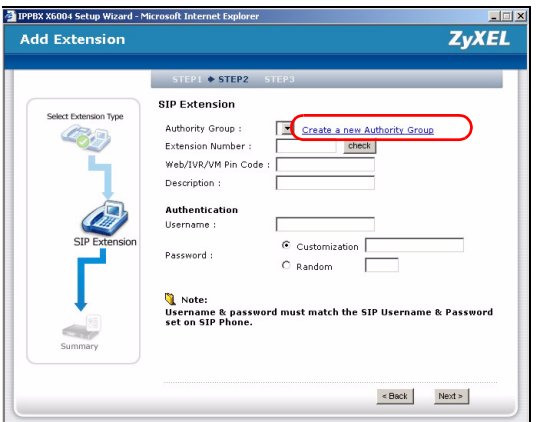 IPPBX X6004 Setup Wizard - Microsoft Internet Explorer
Add Extension
ZyXEL
STEP1 STEP2 STEP3
Select Extension Type
SIP Extension
Summary
SIP Extension
Authority Group : Create a new Authority Group
Extension Number : check
Web/IVR/VM Pin Code :
Description :
Authentication
Username :
Password : Customization
Random
Note:
Username & password must match the SIP Username & Password
set on SIP Phone.
< Back Next >